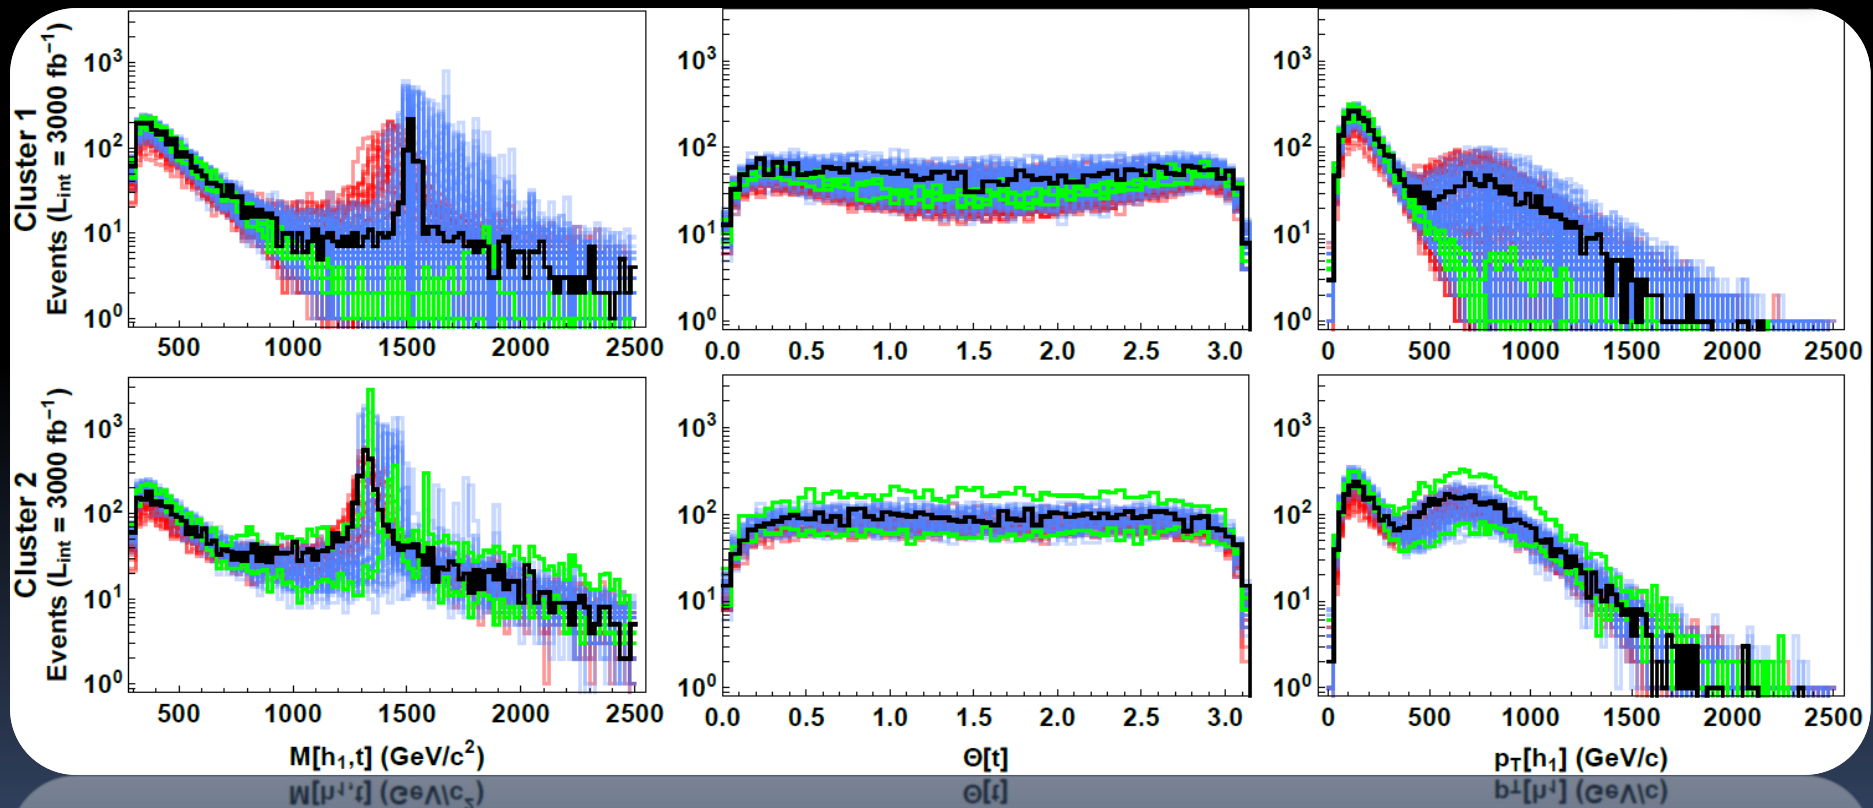 Cluster 1
Events (L_int = 3000 fb⁻¹)
10³
10²
10¹
10⁰
500 1000 1500 2000 2500
10³
10²
10¹
10⁰
0.0 0.5 1.0 1.5 2.0 2.5 3.0
10³
10²
10¹
10⁰
0 500 1000 1500 2000 2500
Cluster 2
Events (L_int = 3000 fb⁻¹)
10³
10²
10¹
10⁰
500 1000 1500 2000 2500
M[h₁,t] (GeV/c²)
10³
10²
10¹
10⁰
0.0 0.5 1.0 1.5 2.0 2.5 3.0
Θ[t]
10³
10²
10¹
10⁰
0 500 1000 1500 2000 2500
p_T[h₁] (GeV/c)